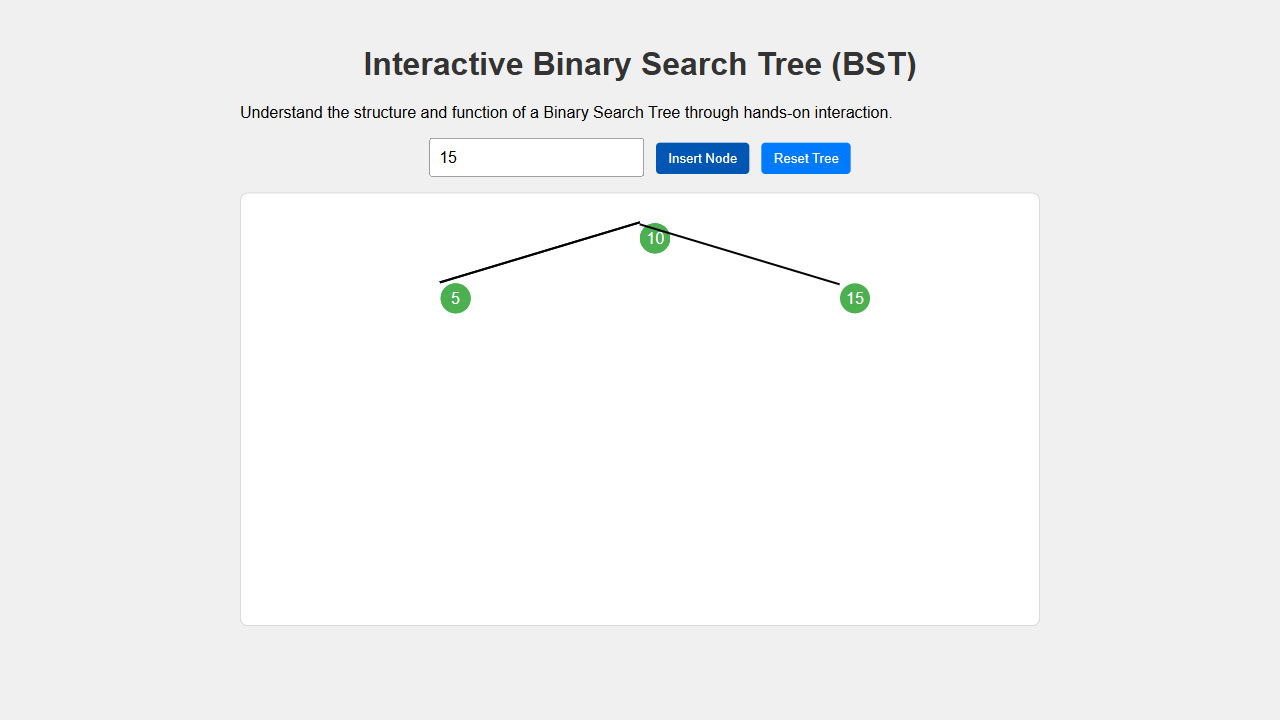 Interactive Binary Search Tree (BST)
Understand the structure and function of a Binary Search Tree through hands-on interaction.
15 Insert Node Reset Tree
10
5 15